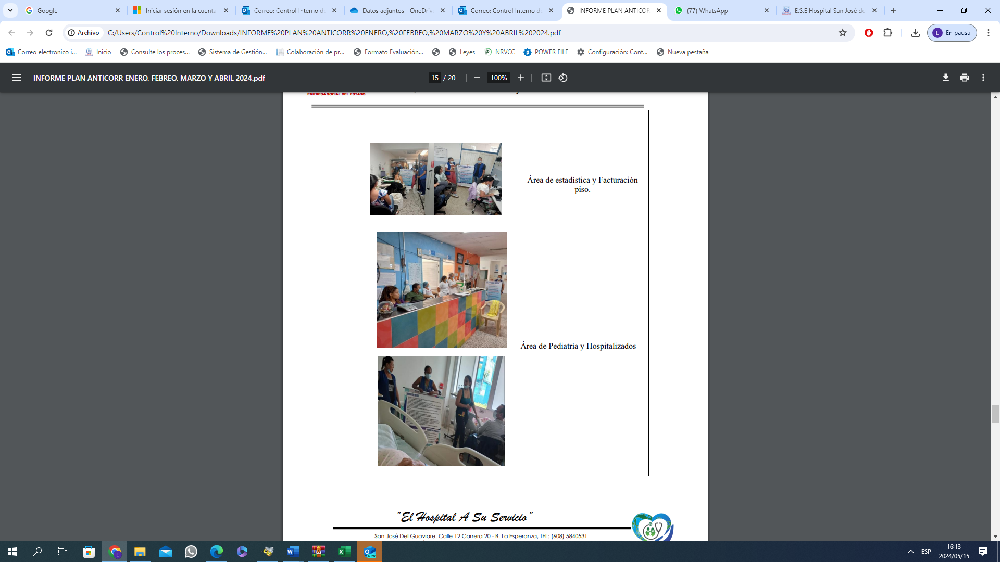 Google
Iniciar sesión en la cuenta
Correo: Control Interno de
Datos adjuntos - OneDrive
Correo: Control Interno de
INFORME PLAN ANTICOR
(77) WhatsApp
E.S.E Hospital San José de
Archivo
C:/Users/Control%20Interno/Downloads/INFORME%20PLAN%20ANTICORR%20ENERO,%20FEBREO,%20MARZO%20Y%20ABRIL%202024.pdf
L En pausa
Correo electronico i...
Inicio
Consulte los proces...
Sistema de Gestión...
Colaboración de pr...
Formato Evaluación...
Leyes
NRVCC
POWER FILE
Configuración: Cont...
Nueva pestaña
INFORME PLAN ANTICORR ENERO, FEBREO, MARZO Y ABRIL 2024.pdf
15 / 20
100%
EMPRESA SOCIAL DEL ESTADO
Área de estadística y Facturación
piso.
Área de Pediatría y Hospitalizados
"El Hospital A Su Servicio"
San José Del Guaviare. Calle 12 Carrera 20 - B. La Esperanza, TEL: (608) 5840531
ESP
16:13
2024/05/15